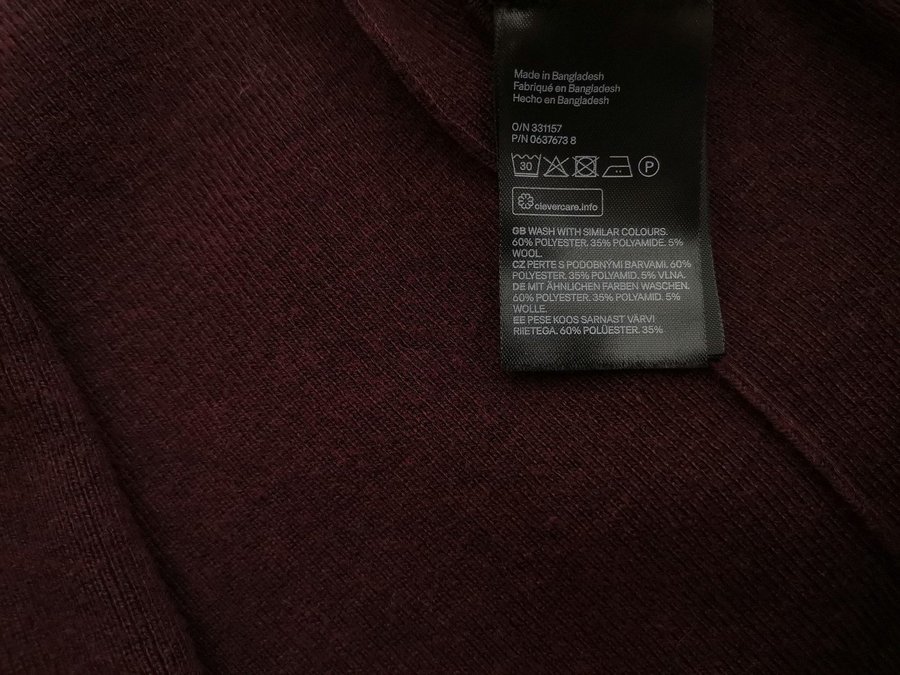 Made in Bangladesh
Fabriqué en Bangladesh
Hecho en Bangladesh
O/N 331157
P/N 0637673 8
30 P
clevercare.info
GB WASH WITH SIMILAR COLOURS.
60% POLYESTER. 35% POLYAMIDE. 5%
WOOL.
CZ PERTE S PODOBNÝMI BARVAMI. 60%
POLYESTER. 35% POLYAMID. 5% VLNA.
DE MIT ÄHNLICHEN FARBEN WASCHEN.
60% POLYESTER. 35% POLYAMID. 5%
WOLLE.
EE PESE KOOS SARNAST VÄRVI
RIIETEGA. 60% POLÜESTER. 35%